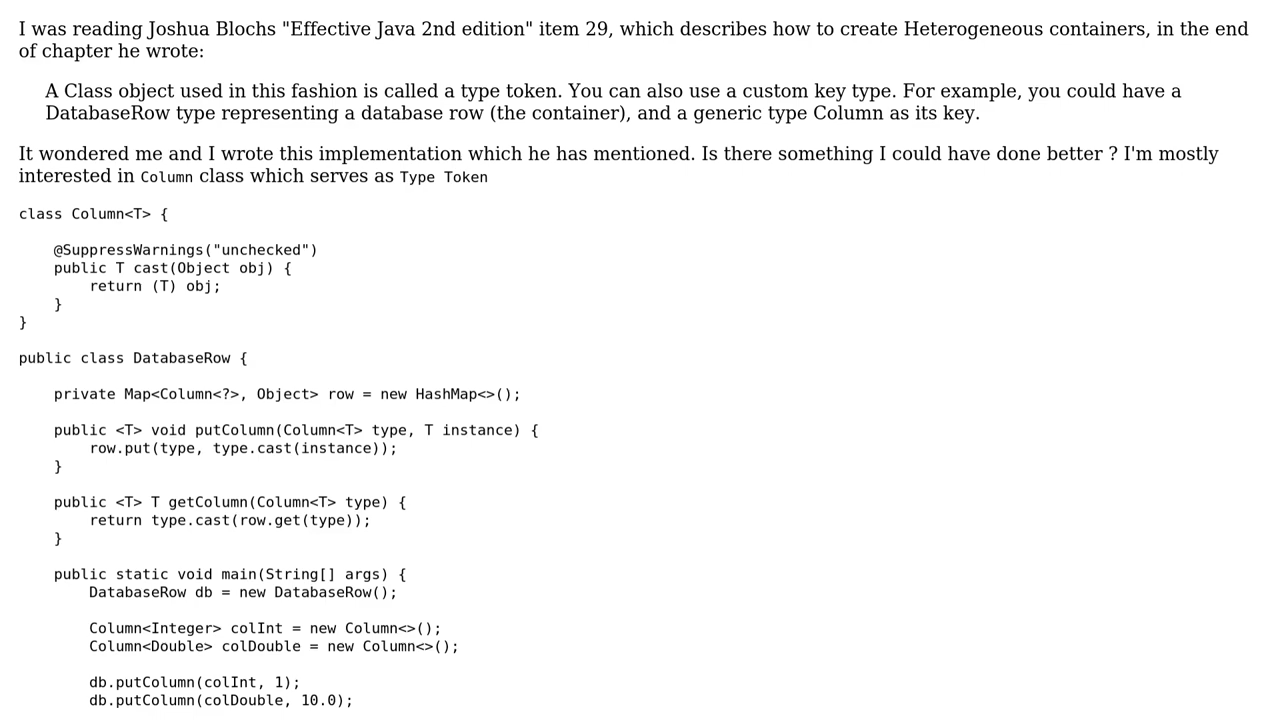 I was reading Joshua Blochs "Effective Java 2nd edition" item 29, which describes how to create Heterogeneous containers, in the end
of chapter he wrote:
A Class object used in this fashion is called a type token. You can also use a custom key type. For example, you could have a
DatabaseRow type representing a database row (the container), and a generic type Column as its key.
It wondered me and I wrote this implementation which he has mentioned. Is there something I could have done better ? I'm mostly
interested in Column class which serves as Type Token
class Column<T> {
    @SuppressWarnings("unchecked")
    public T cast(Object obj) {
        return (T) obj;
    }
}
public class DatabaseRow {
    private Map<Column<?>, Object> row = new HashMap<>();
    public <T> void putColumn(Column<T> type, T instance) {
        row.put(type, type.cast(instance));
    }
    public <T> T getColumn(Column<T> type) {
        return type.cast(row.get(type));
    }
    public static void main(String[] args) {
        DatabaseRow db = new DatabaseRow();
        Column<Integer> colInt = new Column<>();
        Column<Double> colDouble = new Column<>();
        db.putColumn(colInt, 1);
        db.putColumn(colDouble, 10.0);